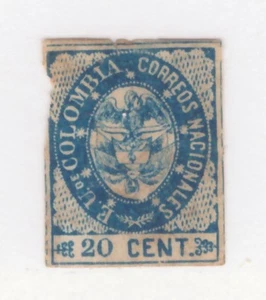 E. U. DE COLOMBIA CORREOS NACIONALES
20 CENT.